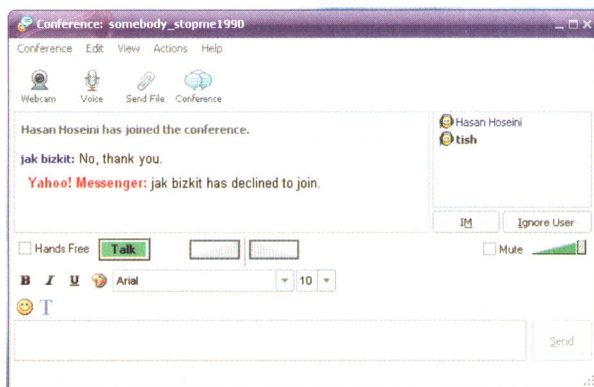 Conference: somebody_stopme1990
Conference Edit View Actions Help
Webcam Voice Send File Conference
Hasan Hoseini has joined the conference.
jak bizkit: No, thank you.
Yahoo! Messenger: jak bizkit has declined to join.
Hasan Hoseini
tish
IM Ignore User
Hands Free Talk Mute
B I U Arial 10
T
Send